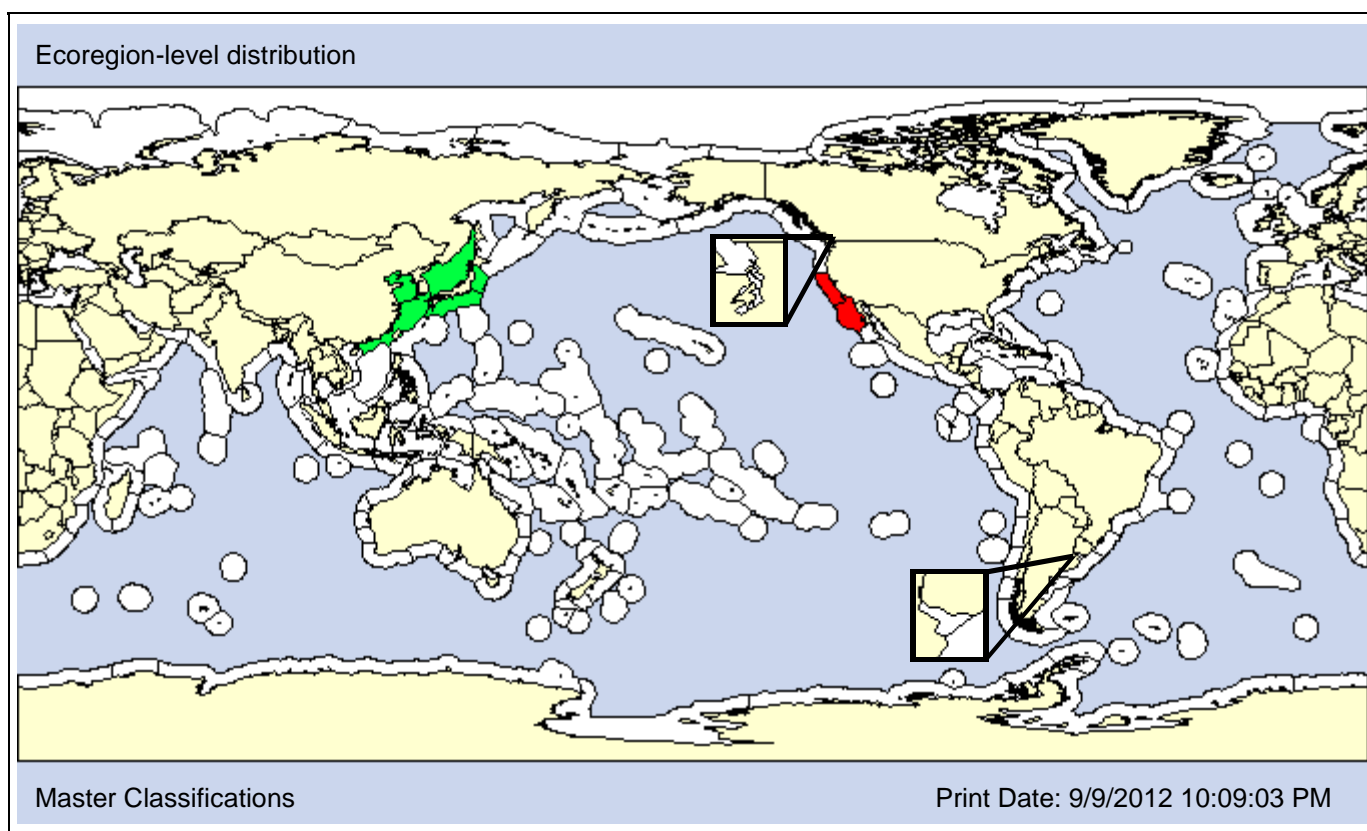 Ecoregion-level distribution
Master Classifications
Print Date: 9/9/2012 10:09:03 PM